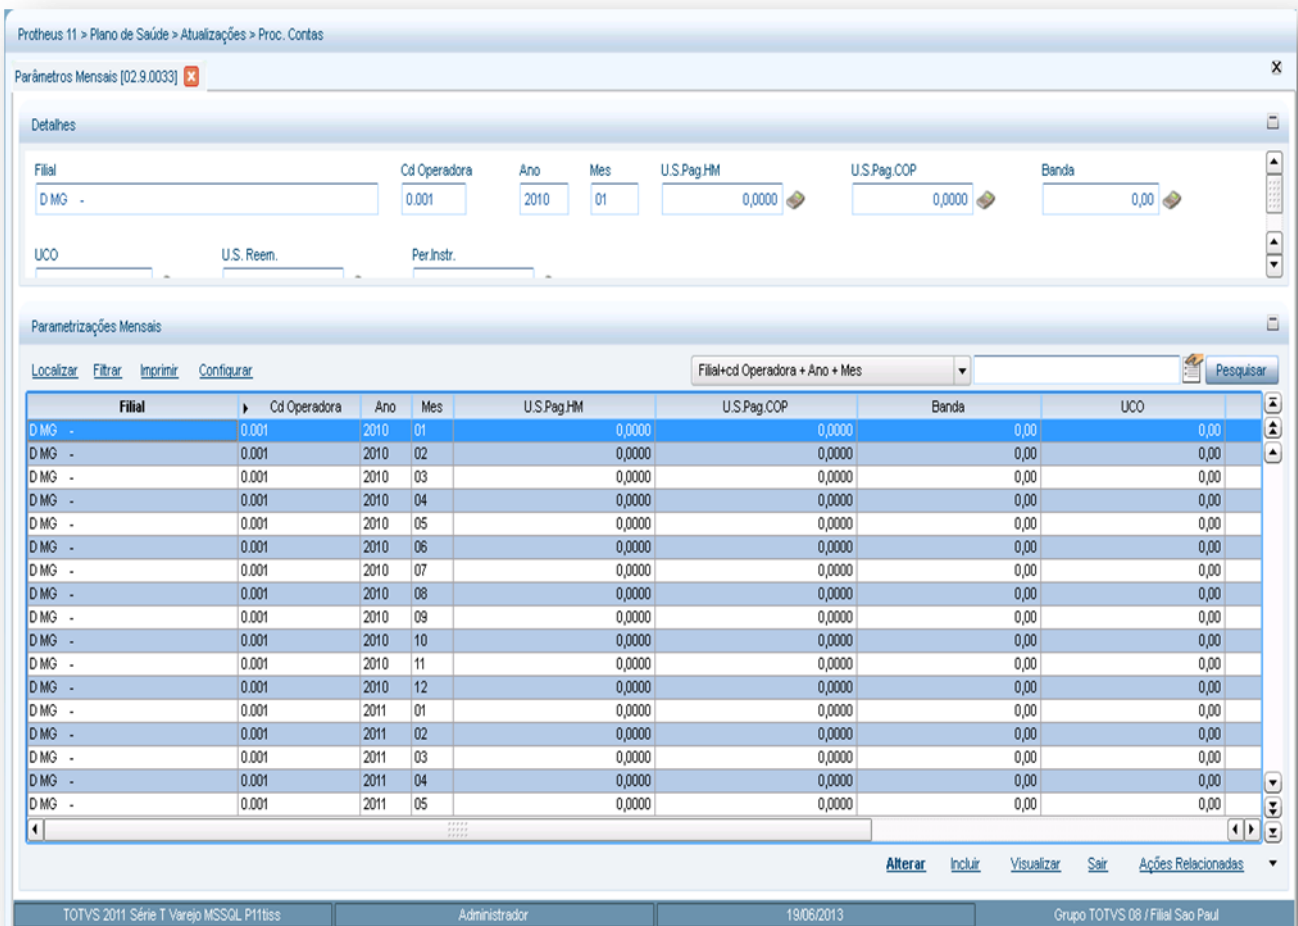 Protheus 11 > Plano de Saúde > Atualizações > Proc. Contas
Parâmetros Mensais [02.9.0033]
Detalhes
Filial Cd Operadora Ano Mes U.S.Pag.HM U.S.Pag.COP Banda
D MG - 0.001 2010 01 0,0000 0,0000 0,00
UCO U.S. Reem. Per.Instr.
Parametrizações Mensais
Localizar Filtrar Imprimir Configurar Filial+cd Operadora + Ano + Mes Pesquisar
Filial Cd Operadora Ano Mes U.S.Pag.HM U.S.Pag.COP Banda UCO
D MG - 0.001 2010 01 0,0000 0,0000 0,00 0,00
D MG - 0.001 2010 02 0,0000 0,0000 0,00 0,00
D MG - 0.001 2010 03 0,0000 0,0000 0,00 0,00
D MG - 0.001 2010 04 0,0000 0,0000 0,00 0,00
D MG - 0.001 2010 05 0,0000 0,0000 0,00 0,00
D MG - 0.001 2010 06 0,0000 0,0000 0,00 0,00
D MG - 0.001 2010 07 0,0000 0,0000 0,00 0,00
D MG - 0.001 2010 08 0,0000 0,0000 0,00 0,00
D MG - 0.001 2010 09 0,0000 0,0000 0,00 0,00
D MG - 0.001 2010 10 0,0000 0,0000 0,00 0,00
D MG - 0.001 2010 11 0,0000 0,0000 0,00 0,00
D MG - 0.001 2010 12 0,0000 0,0000 0,00 0,00
D MG - 0.001 2011 01 0,0000 0,0000 0,00 0,00
D MG - 0.001 2011 02 0,0000 0,0000 0,00 0,00
D MG - 0.001 2011 03 0,0000 0,0000 0,00 0,00
D MG - 0.001 2011 04 0,0000 0,0000 0,00 0,00
D MG - 0.001 2011 05 0,0000 0,0000 0,00 0,00
Alterar Incluir Visualizar Sair Ações Relacionadas
TOTVS 2011 Série T Varejo MSSQL P11tiss Administrador 19/06/2013 Grupo TOTVS 08 / Filial Sao Paul